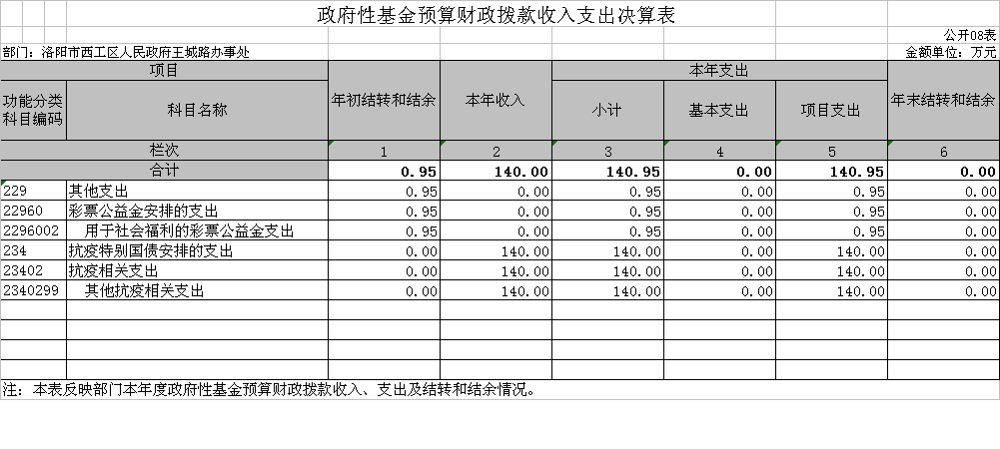 政府性基金预算财政拨款收入支出决算表
公开08表
部门：洛阳市西工区人民政府王城路办事处 金额单位：万元
项目 年初结转和结余 本年收入 本年支出 年末结转和结余
功能分类科目编码 科目名称 小计 基本支出 项目支出
栏次 1 2 3 4 5 6
合计 0.95 140.00 140.95 0.00 140.95 0.00
229 其他支出 0.95 0.00 0.95 0.00 0.95 0.00
22960 彩票公益金安排的支出 0.95 0.00 0.95 0.00 0.95 0.00
2296002 用于社会福利的彩票公益金支出 0.95 0.00 0.95 0.00 0.95 0.00
234 抗疫特别国债安排的支出 0.00 140.00 140.00 0.00 140.00 0.00
23402 抗疫相关支出 0.00 140.00 140.00 0.00 140.00 0.00
2340299 其他抗疫相关支出 0.00 140.00 140.00 0.00 140.00 0.00
注：本表反映部门本年度政府性基金预算财政拨款收入、支出及结转和结余情况。